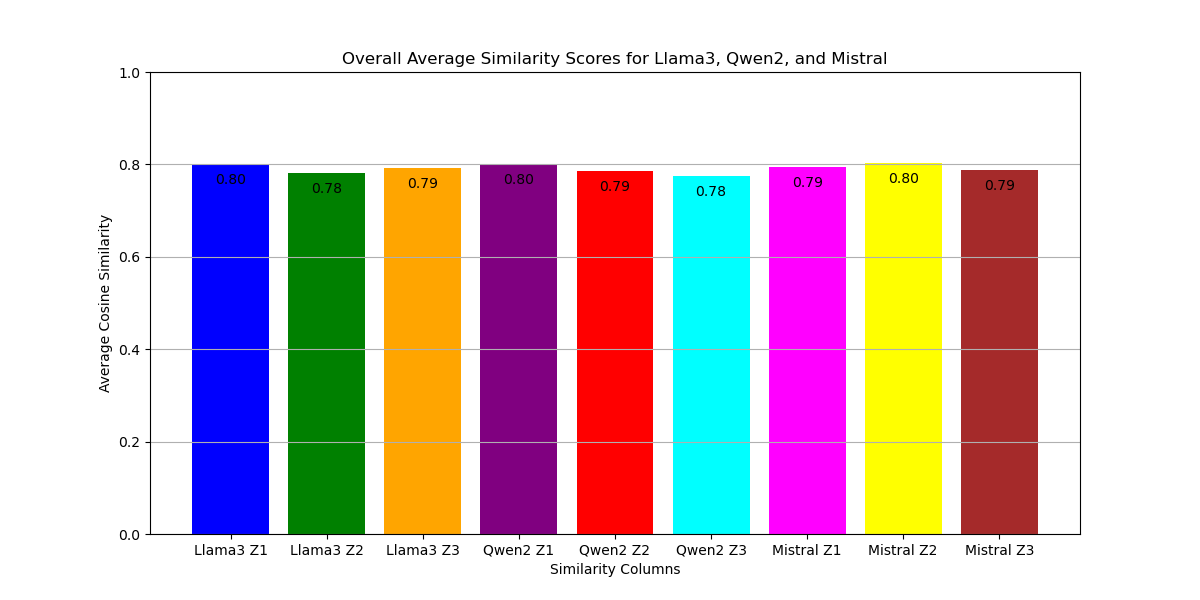 Overall Average Similarity Scores for Llama3, Qwen2, and Mistral
Average Cosine Similarity
1.0
0.8
0.6
0.4
0.2
0.0
0.80
0.78
0.79
0.80
0.79
0.78
0.79
0.80
0.79
Llama3 Z1
Llama3 Z2
Llama3 Z3
Qwen2 Z1
Qwen2 Z2
Qwen2 Z3
Mistral Z1
Mistral Z2
Mistral Z3
Similarity Columns